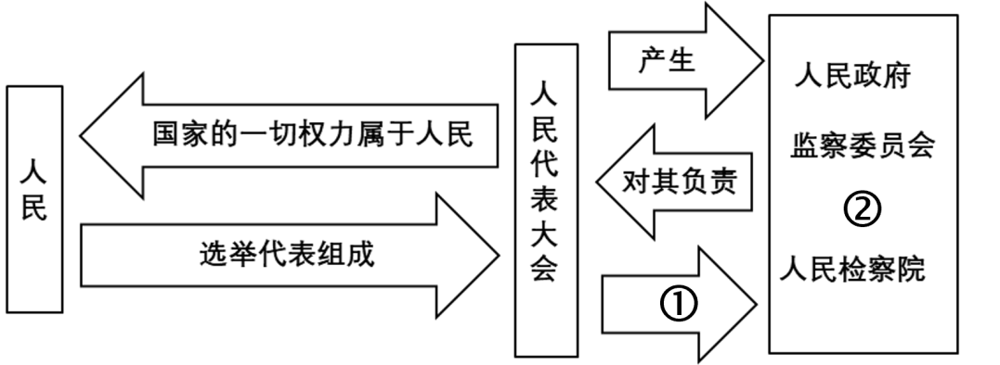 人民
国家的一切权力属于人民
选举代表组成
人民代表大会
产生
对其负责
①
人民政府
监察委员会
②
人民检察院